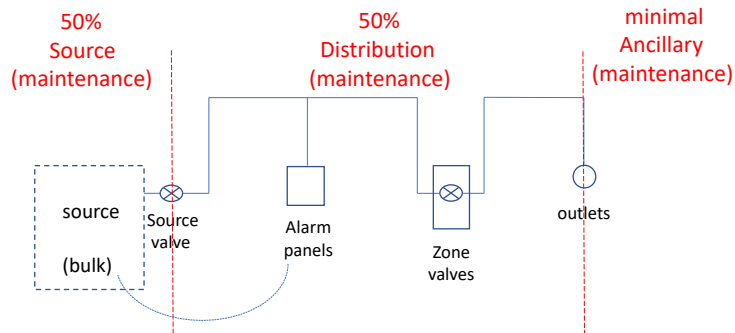 50%
Source
(maintenance)
50%
Distribution
(maintenance)
minimal
Ancillary
(maintenance)
source
(bulk)
Source
valve
Alarm
panels
Zone
valves
outlets